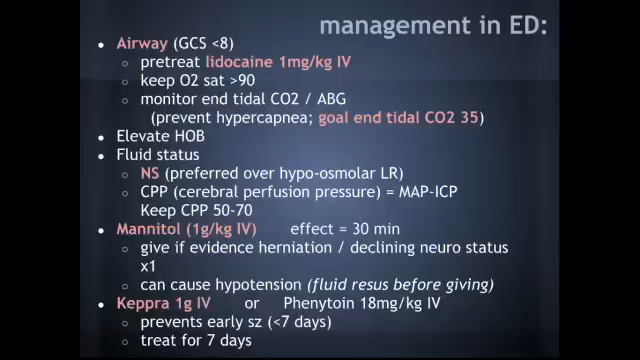 management in ED:
• Airway (GCS <8)
○ pretreat lidocaine 1mg/kg IV
○ keep O2 sat >90
○ monitor end tidal CO2 / ABG
(prevent hypercapnea; goal end tidal CO2 35)
• Elevate HOB
• Fluid status
○ NS (preferred over hypo-osmolar LR)
○ CPP (cerebral perfusion pressure) = MAP-ICP
Keep CPP 50-70
• Mannitol (1g/kg IV) effect = 30 min
○ give if evidence herniation / declining neuro status
x1
○ can cause hypotension (fluid resus before giving)
• Keppra 1g IV or Phenytoin 18mg/kg IV
○ prevents early sz (<7 days)
○ treat for 7 days